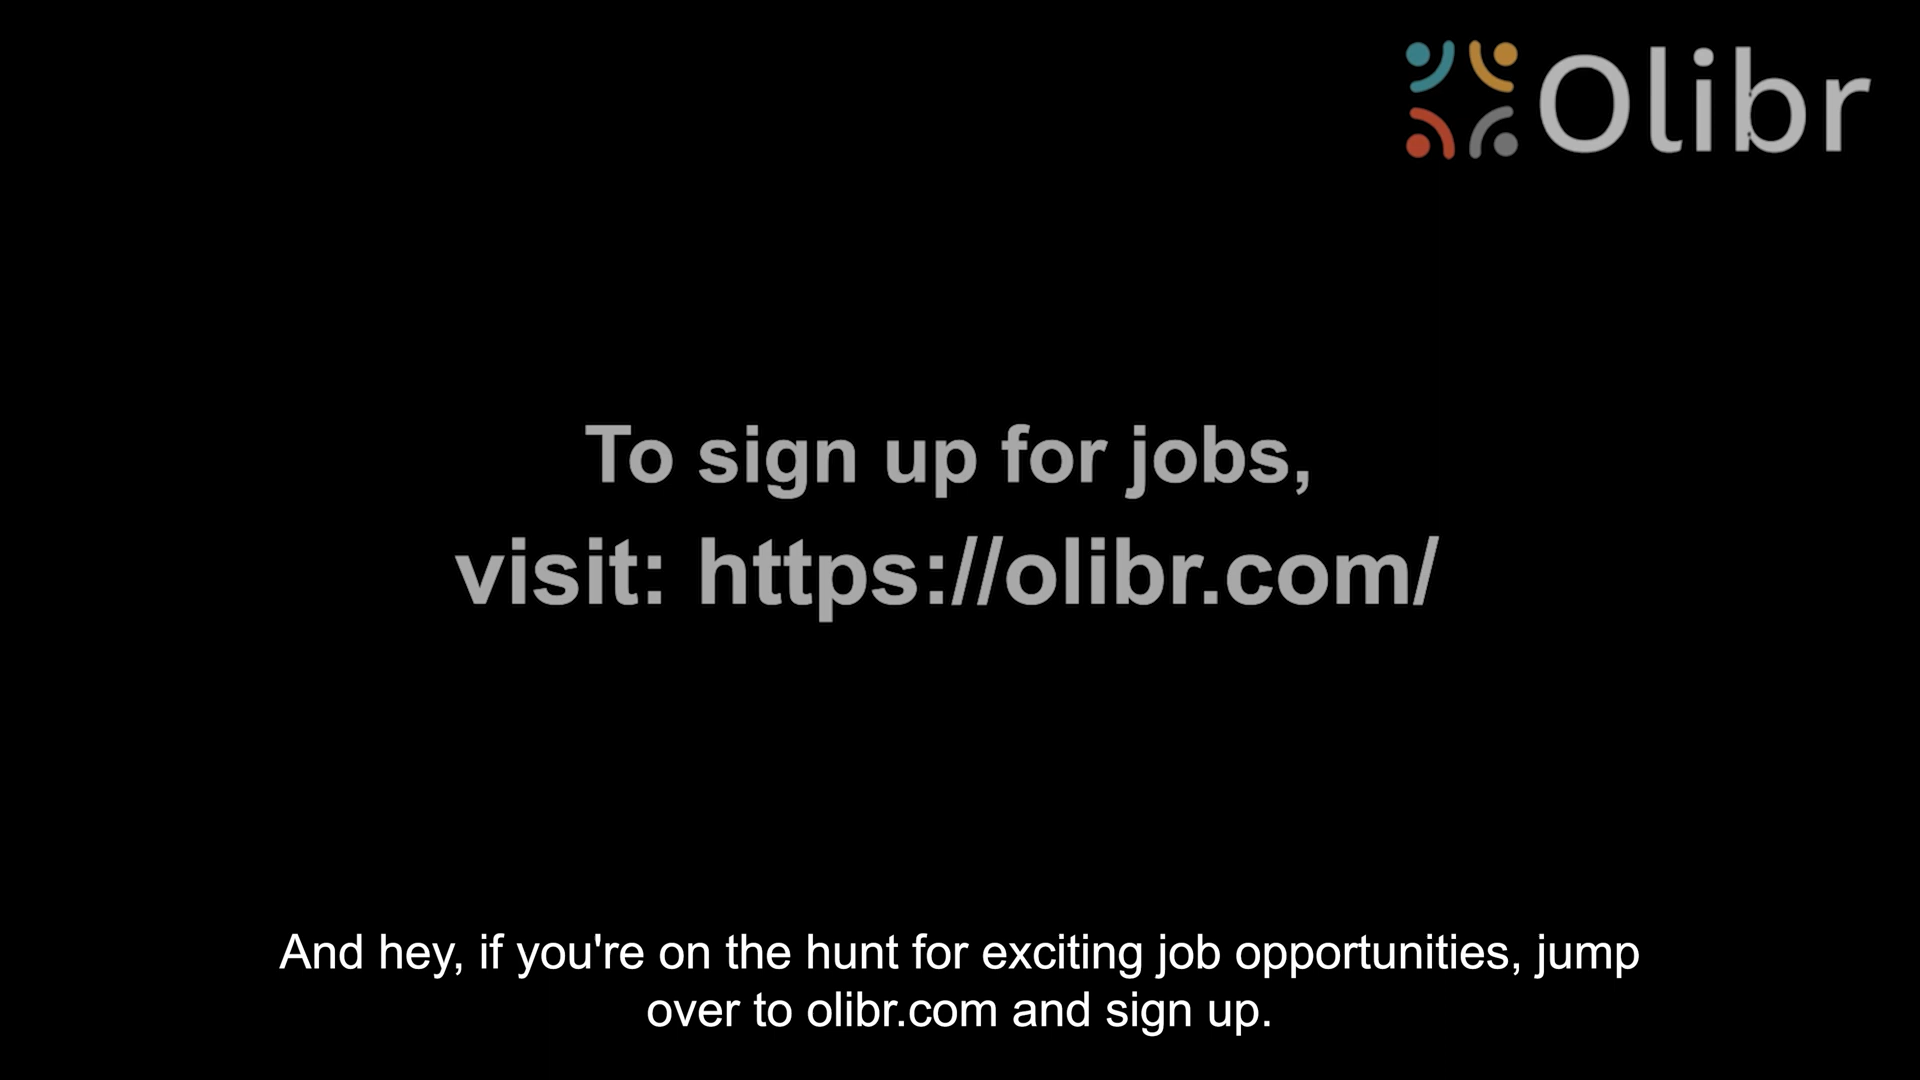 Olibr
To sign up for jobs,
visit: https://olibr.com/
And hey, if you're on the hunt for exciting job opportunities, jump
over to olibr.com and sign up.